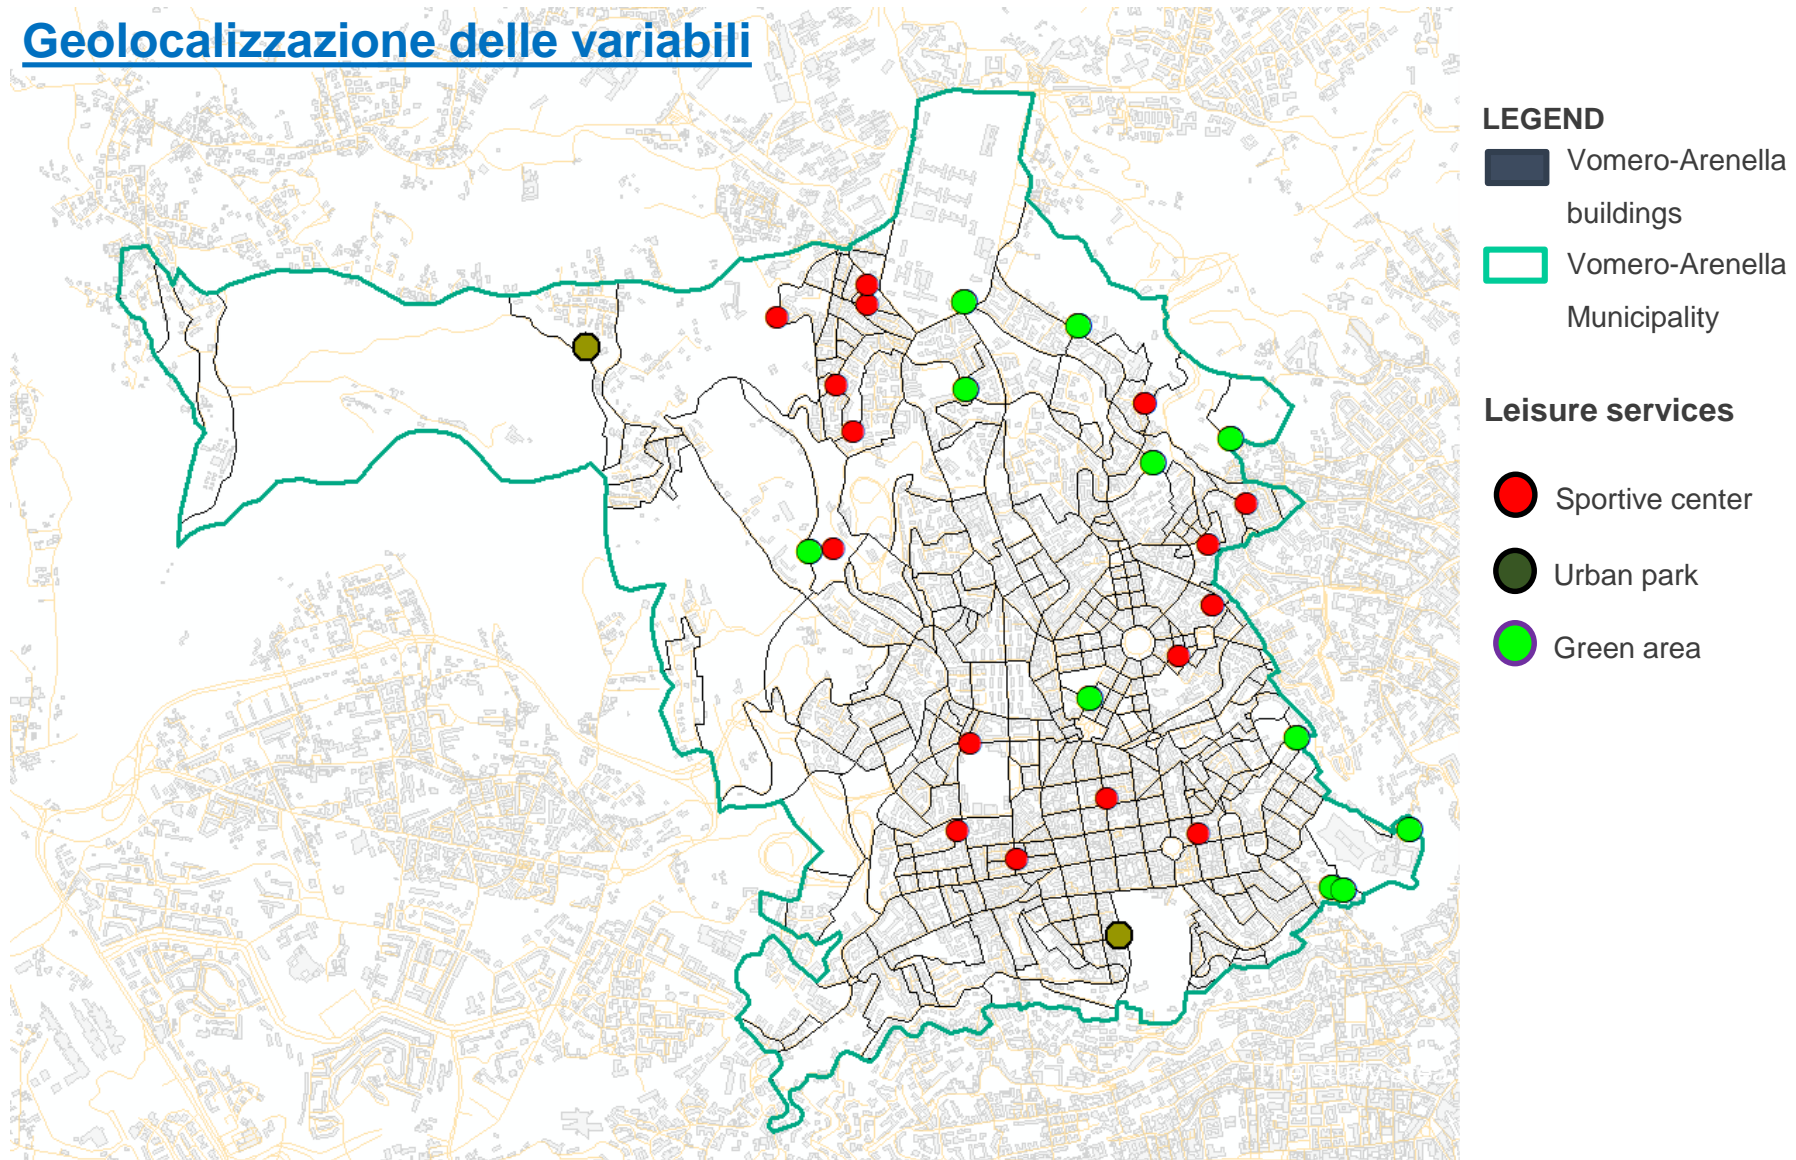 Geolocalizzazione delle variabili
LEGEND
Vomero-Arenella
buildings
Vomero-Arenella
Municipality
Leisure services
Sportive center
Urban park
Green area